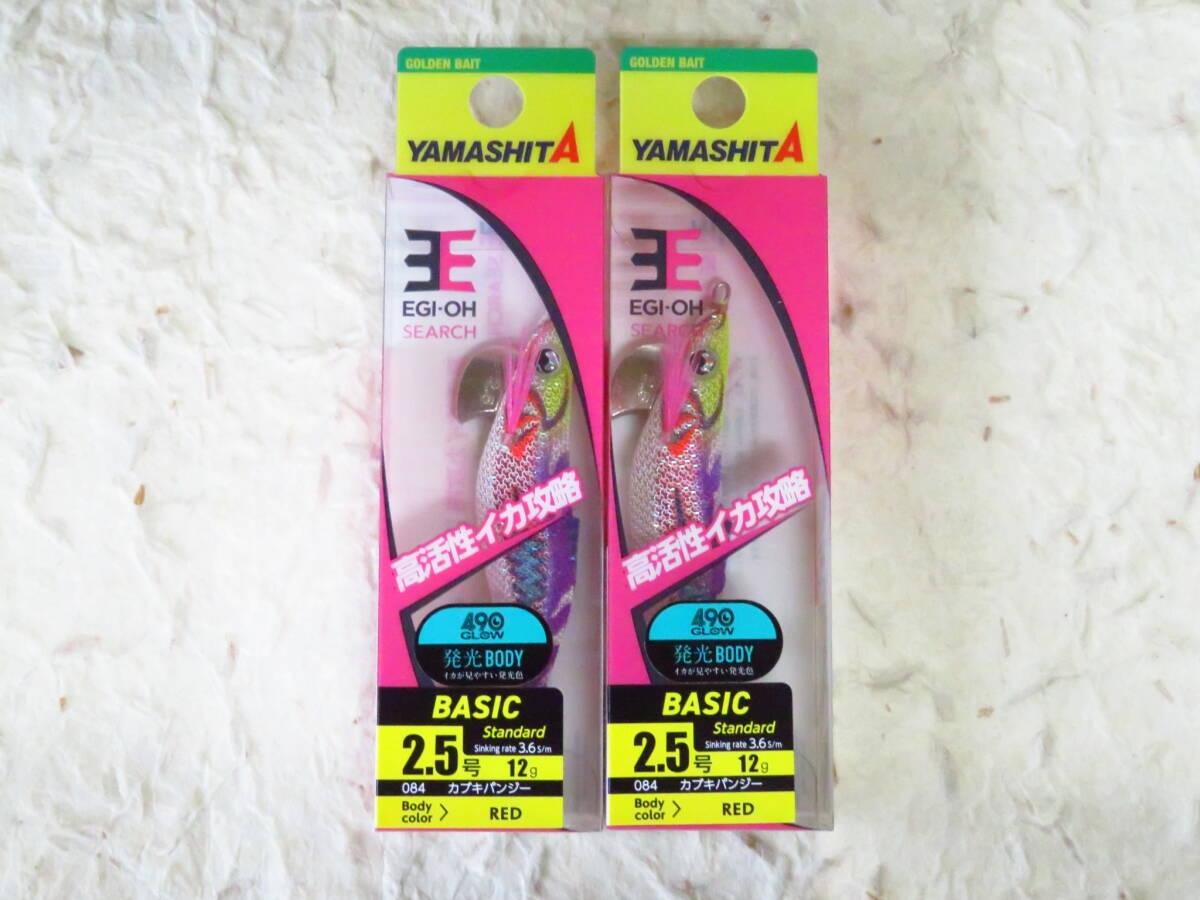 GOLDEN BAIT
YAMASHITA
EGI-OH
SEARCH
高活性イカ攻略
490
GLOW
発光BODY
イカが見やすい発光色
BASIC
Standard
Sinking rate 3.6 S/m
2.5号 12g
084 カブキパンジー
Body color > RED
GOLDEN BAIT
YAMASHITA
EGI-OH
SEARCH
高活性イカ攻略
490
GLOW
発光BODY
イカが見やすい発光色
BASIC
Standard
Sinking rate 3.6 S/m
2.5号 12g
084 カブキパンジー
Body color > RED